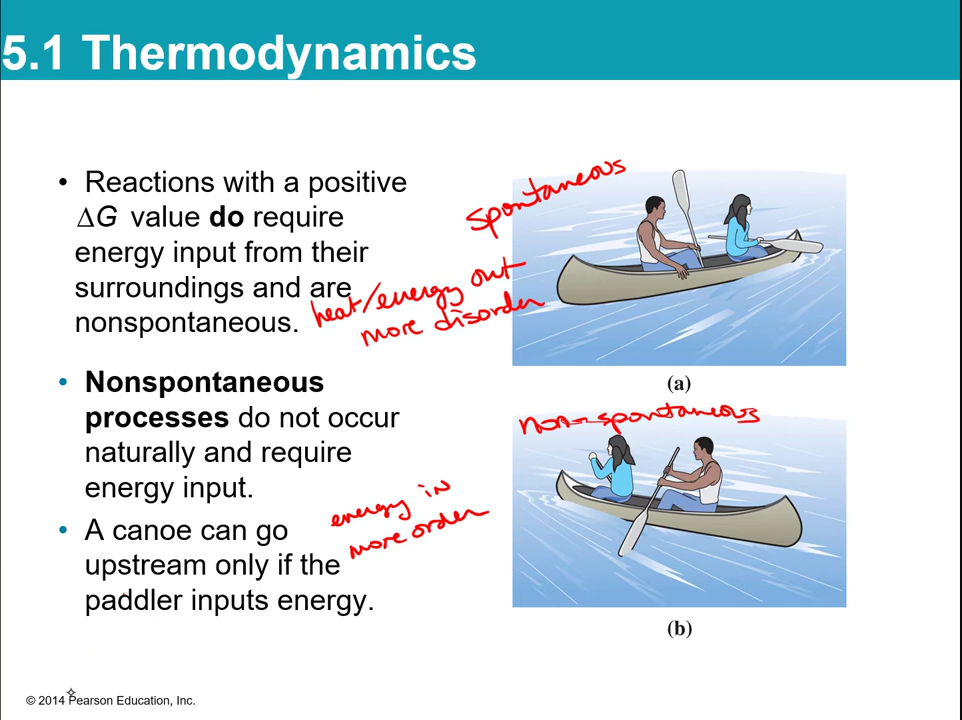 5.1 Thermodynamics
• Reactions with a positive
ΔG value do require
energy input from their
surroundings and are
nonspontaneous.
spontaneous
heat/energy out
more disorder
(a)
• Nonspontaneous
processes do not occur
naturally and require
energy input.
non-spontaneous
energy in
more order
• A canoe can go
upstream only if the
paddler inputs energy.
(b)
© 2014 Pearson Education, Inc.